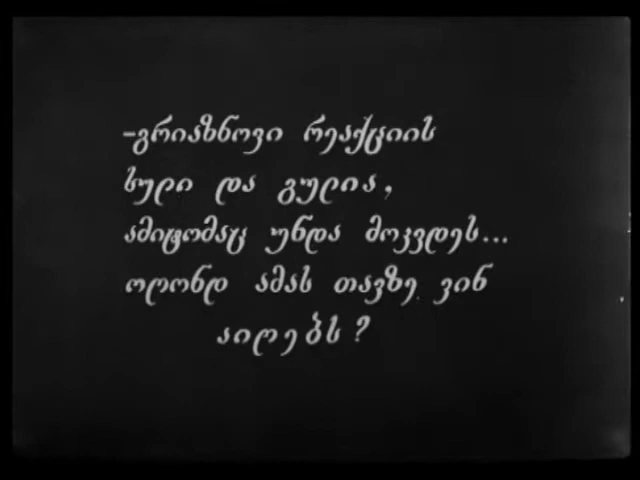 -გრიაზნოვი რეაქციის
სული და გულია,
ამიტომაც უნდა მოკვდეს...
ოღონდ ამას თავზე ვინ
აიღებს?